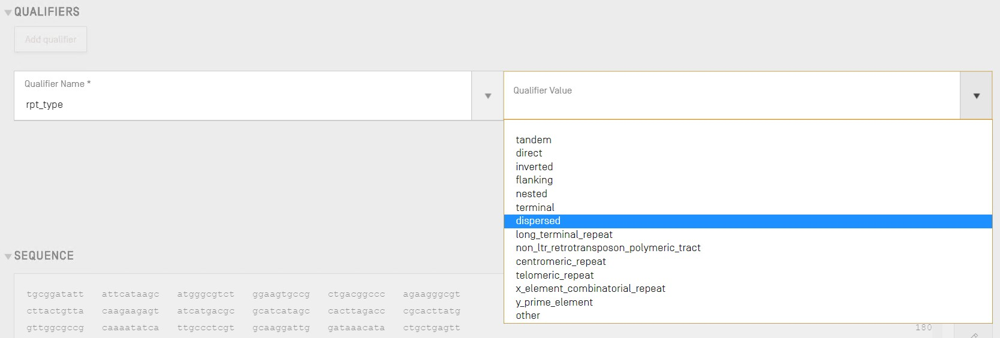 QUALIFIERS
Add qualifier
Qualifier Name *
rpt_type
Qualifier Value
tandem
direct
inverted
flanking
nested
terminal
dispersed
long_terminal_repeat
non_ltr_retrotransposon_polymeric_tract
centromeric_repeat
telomeric_repeat
x_element_combinatorial_repeat
y_prime_element
other
SEQUENCE
tgcggatatt attcataagc atgggcgtct ggaagtgccg ctgacggccc agaagggcgt
cttactgtta caagaagagt atcatgacgc gcatcatagc cacttagacc cgcacttatg
gttggcgccg caaaatatca ttgccctcgt gcaaggattg gataaacata ctgctgagtt 180